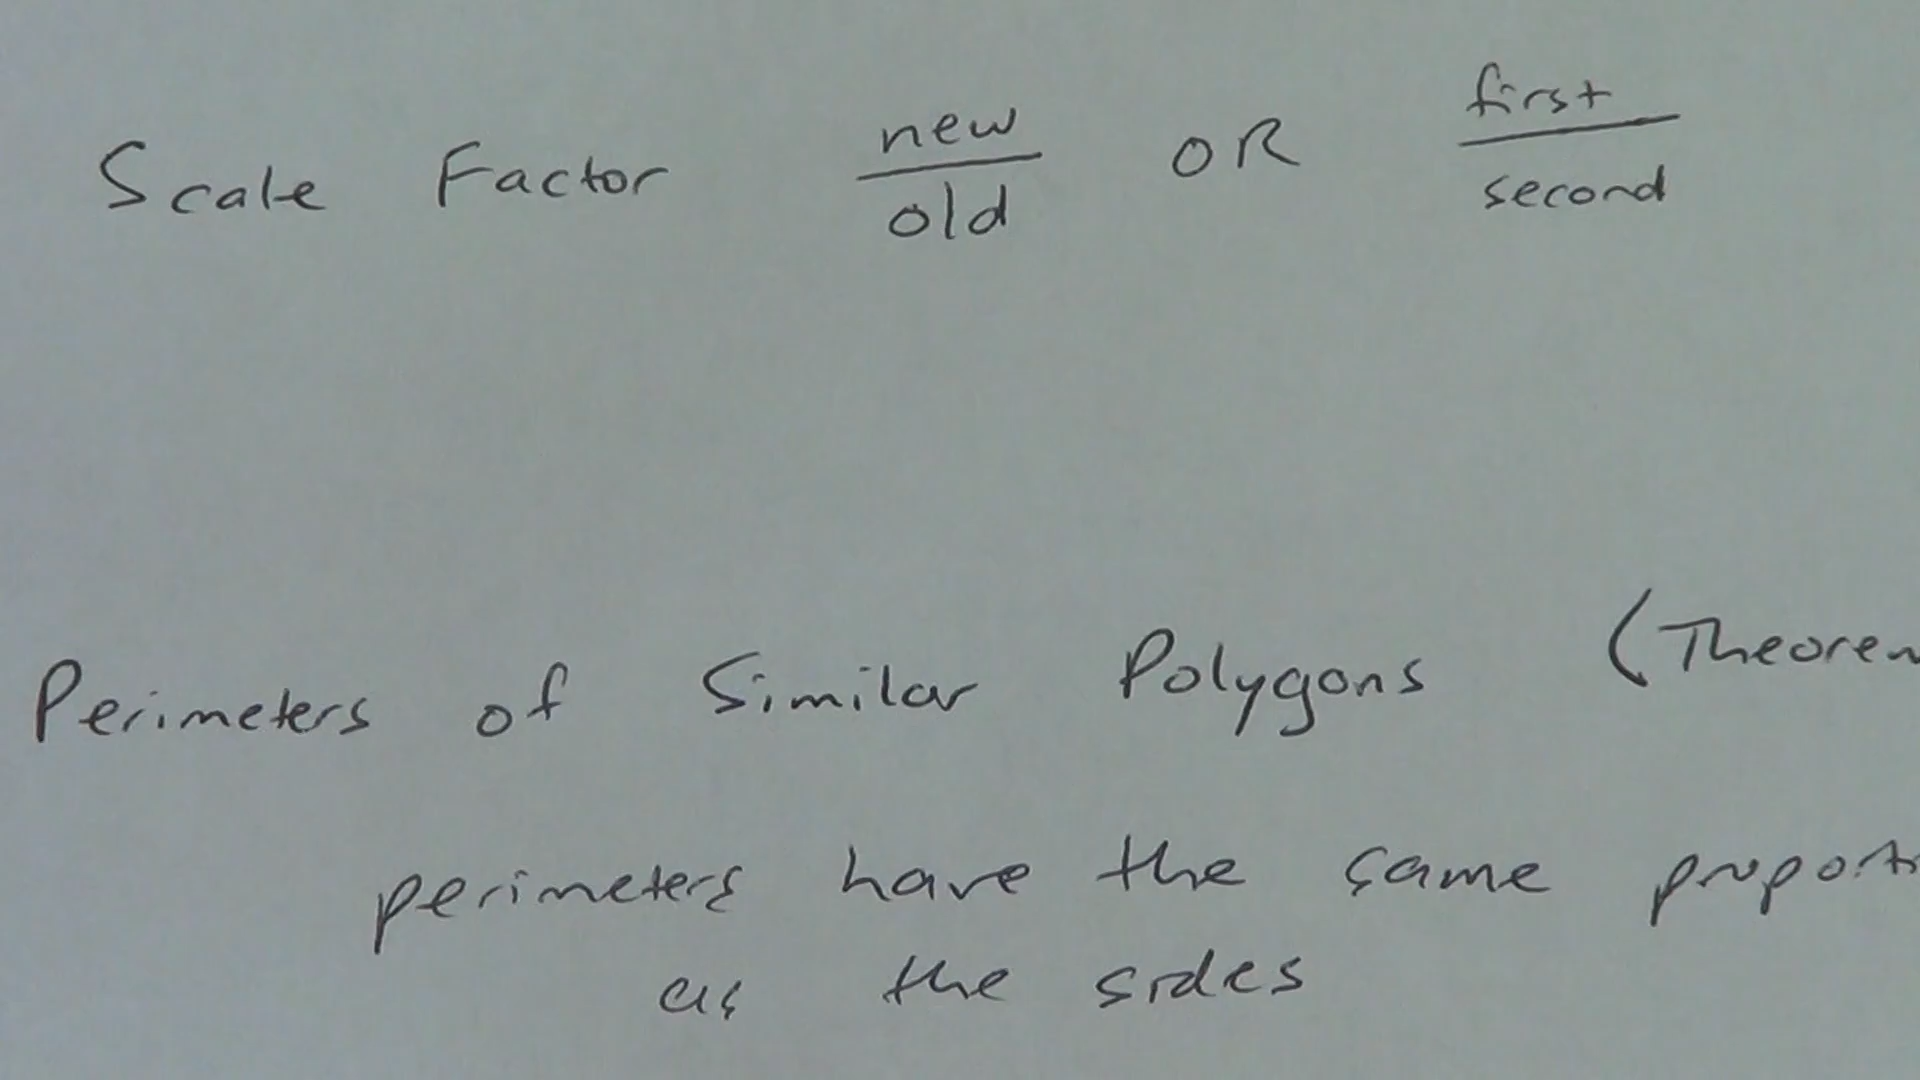 Scale Factor new/old OR first/second
Perimeters of Similar Polygons (Theorem
perimeters have the same proporti
as the sides